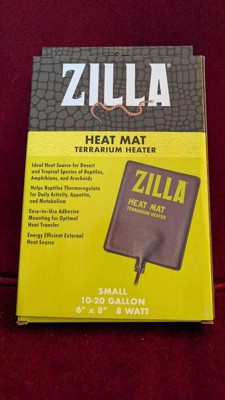 ZILLA
HEAT MAT
TERRARIUM HEATER
Ideal Heat Source for Desert
and Tropical Species of Reptiles,
Amphibians, and Arachnids
Helps Reptiles Thermoregulate
for Daily Activity, Appetite,
and Metabolism
Easy-to-Use Adhesive
Mounting for Optimal
Heat Transfer
Energy Efficient External
Heat Source
ZILLA
HEAT MAT
TERRARIUM HEATER
SMALL
10-20 GALLON
6" x 8" 8 WATT